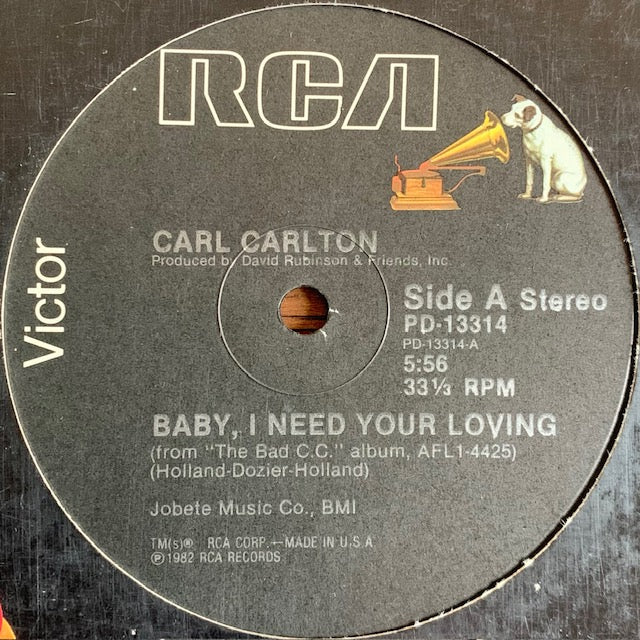 RCA
Victor
CARL CARLTON
Produced by David Rubinson & Friends, Inc.
Side A Stereo
PD-13314
PD-13314-A
5:56
33⅓ RPM
BABY, I NEED YOUR LOVING
(from "The Bad C.C." album, AFL1-4425)
(Holland-Dozier-Holland)
Jobete Music Co., BMI
TM(s)® RCA CORP.—MADE IN U.S.A
℗1982 RCA RECORDS